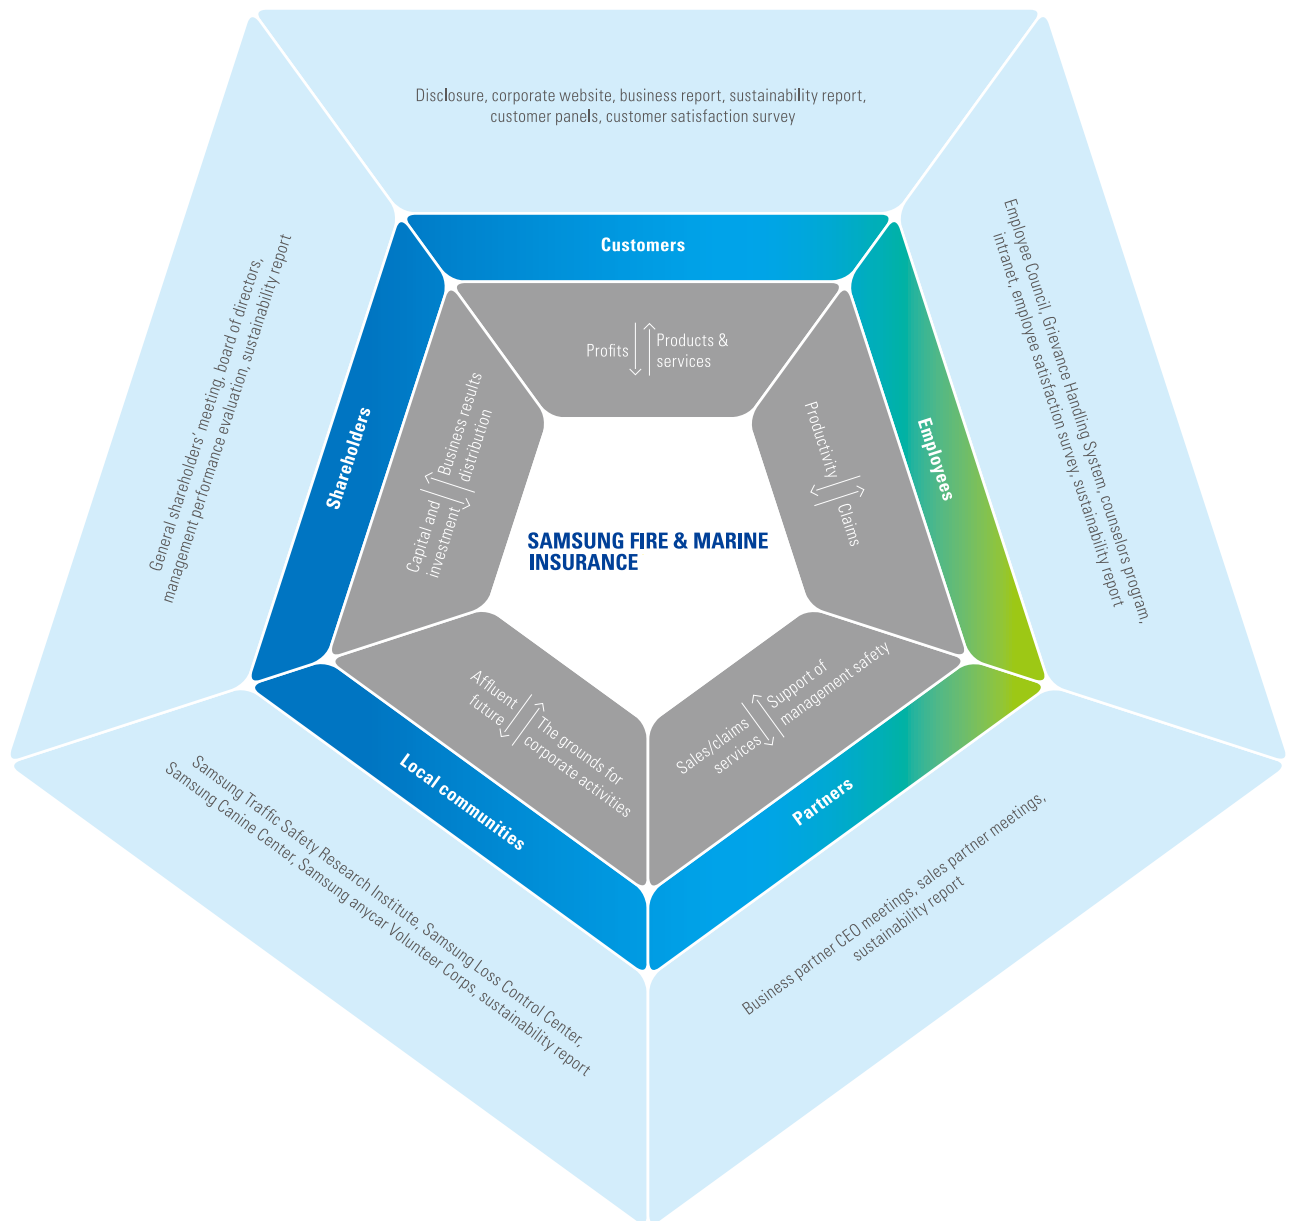 Disclosure, corporate website, business report, sustainability report,
customer panels, customer satisfaction survey
Customers
Profits
Products &
services
General shareholders' meeting, board of directors,
management performance evaluation, sustainability report
Shareholders
Business results
distribution
Capital and
investment
Employee Council, Grievance Handling System, counselors program,
intranet, employee satisfaction survey, sustainability report
Employees
Productivity
Claims
SAMSUNG FIRE & MARINE
INSURANCE
Affluent
future
The grounds for
corporate activities
Local communities
Samsung Traffic Safety Research Institute, Samsung Loss Control Center,
Samsung Canine Center, Samsung anycar Volunteer Corps, sustainability report
Sales/claims
services
Support of
management safety
Partners
Business partner CEO meetings, sales partner meetings,
sustainability report